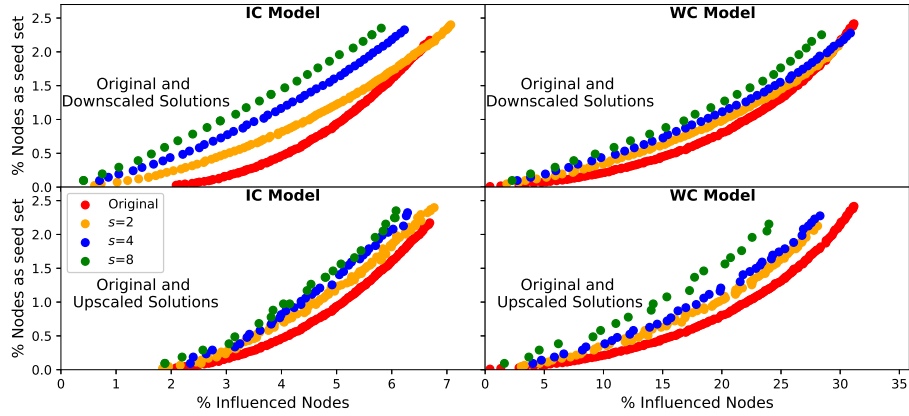 IC Model
WC Model
% Nodes as seed set
2.5
2.0
1.5
1.0
0.5
0.0
Original and
Downscaled Solutions
Original and
Downscaled Solutions
IC Model
WC Model
% Nodes as seed set
2.5
2.0
1.5
1.0
0.5
0.0
Original
s=2
s=4
s=8
Original and
Upscaled Solutions
Original and
Upscaled Solutions
0 1 2 3 4 5 6 7
0 5 10 15 20 25 30 35
% Influenced Nodes
% Influenced Nodes